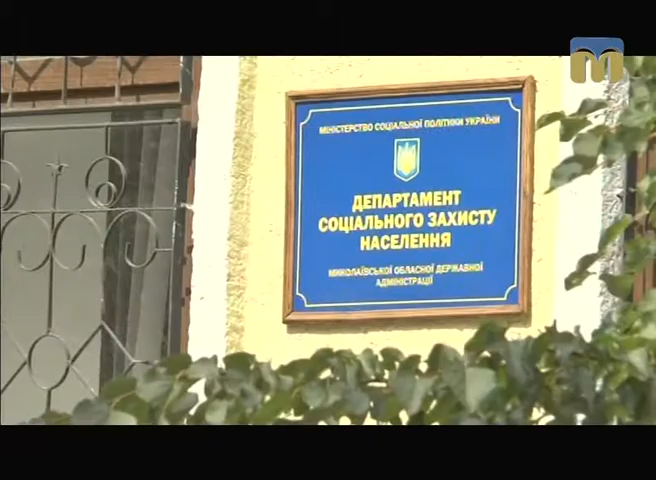 МІНІСТЕРСТВО СОЦІАЛЬНОЇ ПОЛІТИКИ УКРАЇНИ
ДЕПАРТАМЕНТ
СОЦІАЛЬНОГО ЗАХИСТУ
НАСЕЛЕННЯ
МИКОЛАЇВСЬКОЇ ОБЛАСНОЇ ДЕРЖАВНОЇ
АДМІНІСТРАЦІЇ